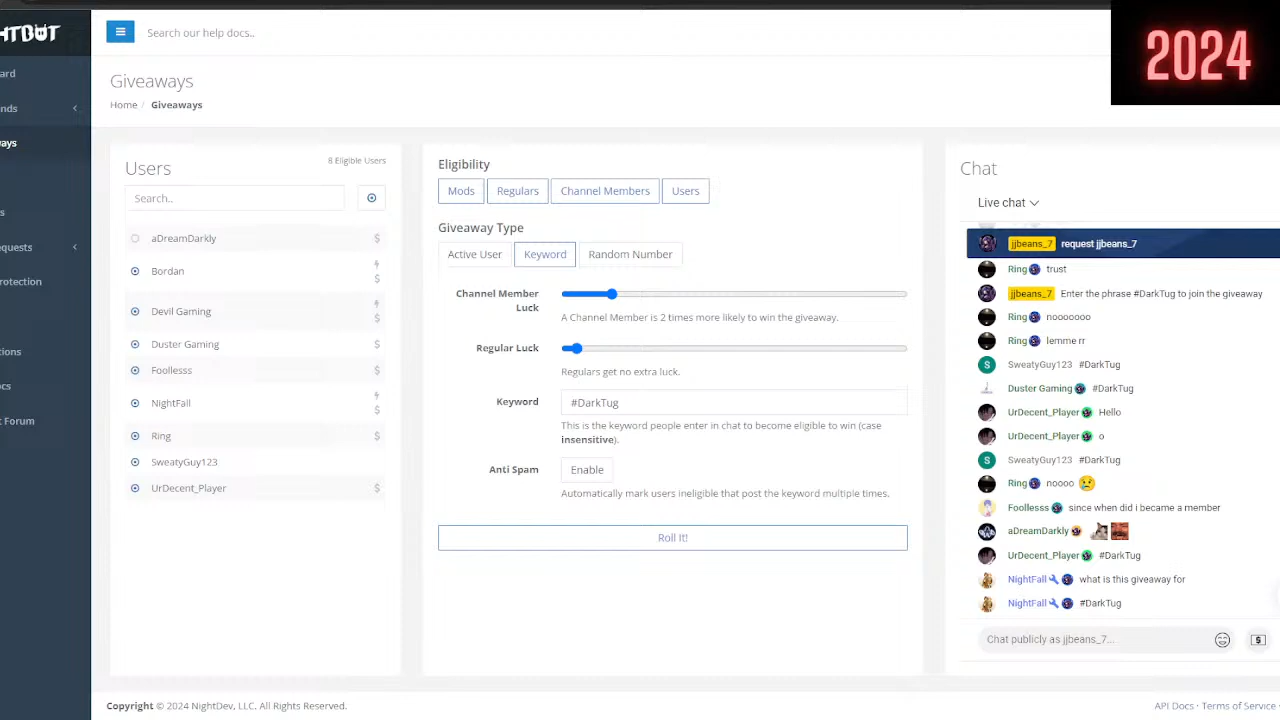 HTBOT
Search our help docs..
2024
ard
nds
ways
s
equests
rotection
tions
cs
t Forum
Giveaways
Home / Giveaways
Users
8 Eligible Users
Search..
aDreamDarkly $
Bordan $
Devil Gaming $
Duster Gaming $
Foollesss $
NightFall $
Ring $
SweatyGuy123
UrDecent_Player $
Eligibility
Mods Regulars Channel Members Users
Giveaway Type
Active User Keyword Random Number
Channel Member
Luck
A Channel Member is 2 times more likely to win the giveaway.
Regular Luck
Regulars get no extra luck.
Keyword #DarkTug
This is the keyword people enter in chat to become eligible to win (case
insensitive).
Anti Spam Enable
Automatically mark users ineligible that post the keyword multiple times.
Roll It!
Chat
Live chat
jjbeans_7 request jjbeans_7
Ring trust
jjbeans_7 Enter the phrase #DarkTug to join the giveaway
Ring nooooooo
Ring lemme rr
S SweatyGuy123 #DarkTug
Duster Gaming #DarkTug
UrDecent_Player Hello
UrDecent_Player o
S SweatyGuy123 #DarkTug
Ring noooo 😢
Foollesss since when did i became a member
aDreamDarkly
UrDecent_Player #DarkTug
NightFall what is this giveaway for
NightFall #DarkTug
Chat publicly as jjbeans_7...
Copyright © 2024 NightDev, LLC. All Rights Reserved.
API Docs · Terms of Service ·